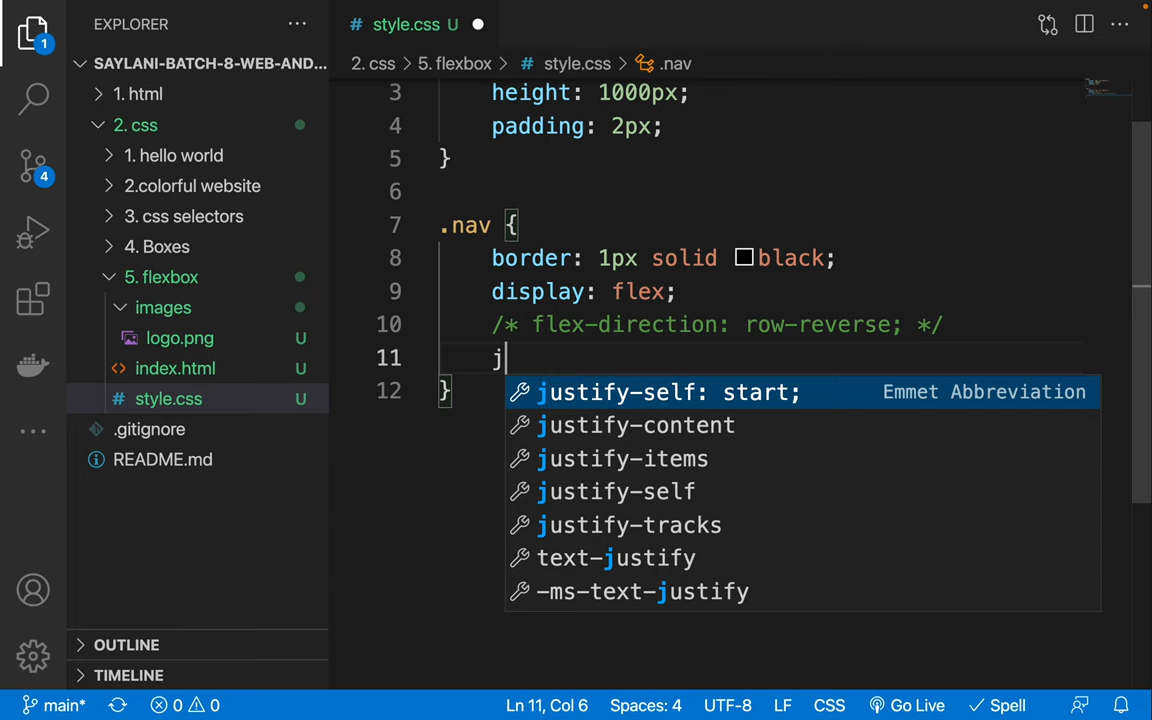 EXPLORER
SAYLANI-BATCH-8-WEB-AND...
1. html
2. css
1. hello world
2.colorful website
3. css selectors
4. Boxes
5. flexbox
images
logo.png U
index.html U
style.css U
.gitignore
README.md
OUTLINE
TIMELINE
1
4
# style.css U
2. css > 5. flexbox > # style.css > .nav
3 height: 1000px;
4 padding: 2px;
5 }
6
7 .nav {
8 border: 1px solid black;
9 display: flex;
10 /* flex-direction: row-reverse; */
11 j
12 }
justify-self: start; Emmet Abbreviation
justify-content
justify-items
justify-self
justify-tracks
text-justify
-ms-text-justify
main* 0 0 Ln 11, Col 6 Spaces: 4 UTF-8 LF CSS Go Live Spell